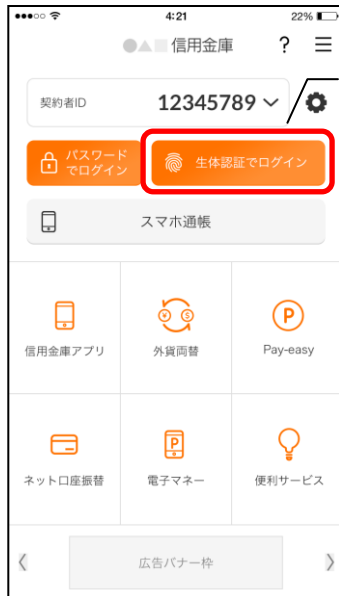 4:21
22%
●▲■信用金庫
?
契約者ID
12345789
パスワード
でログイン
生体認証でログイン
スマホ通帳
信用金庫アプリ
外貨両替
Pay-easy
ネット口座振替
電子マネー
便利サービス
広告バナー枠